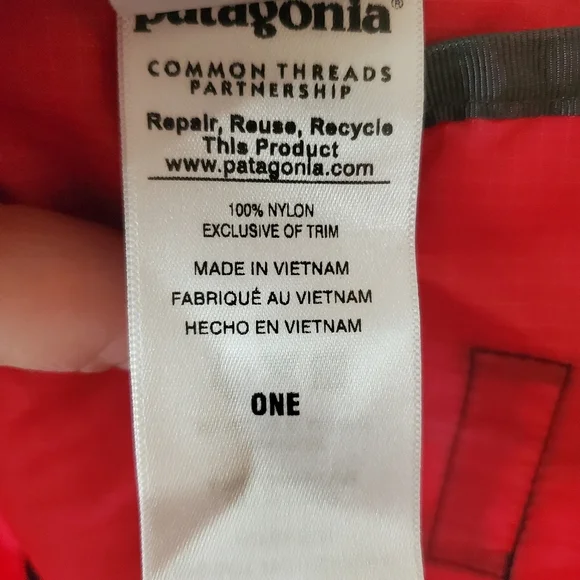 patagonia®
COMMON THREADS
PARTNERSHIP
Repair, Reuse, Recycle
This Product
www.patagonia.com
100% NYLON
EXCLUSIVE OF TRIM
MADE IN VIETNAM
FABRIQUÉ AU VIETNAM
HECHO EN VIETNAM
ONE